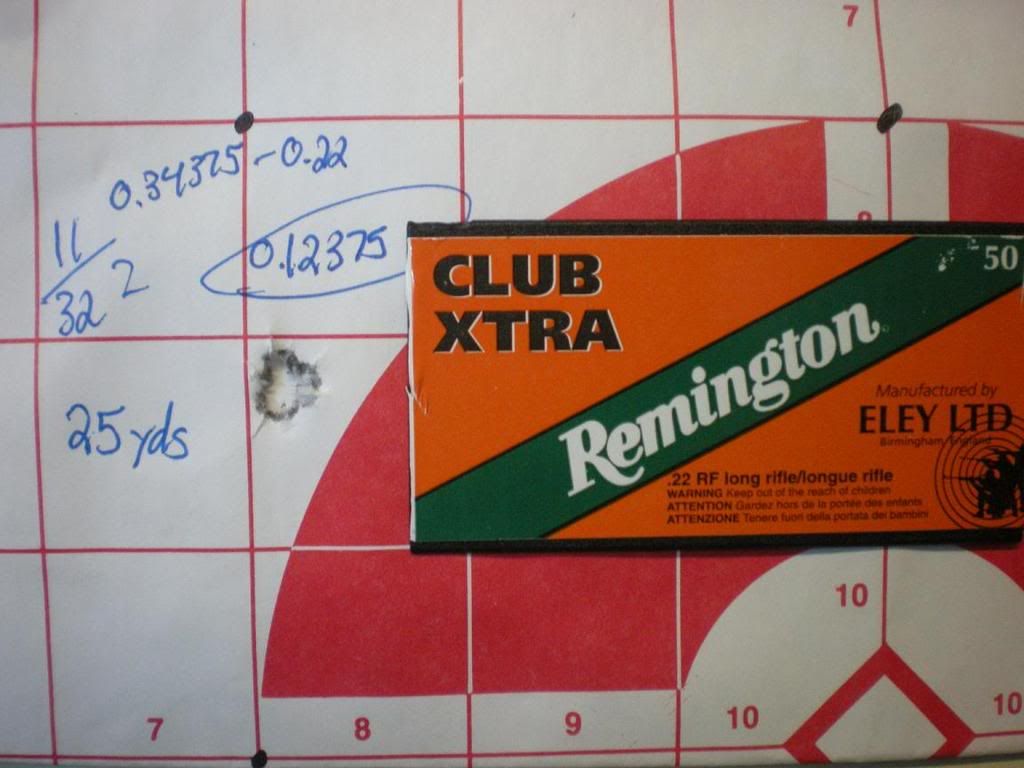 7
0.34375 - 0.22
11/32
0.12375
25 yds
8
CLUB
XTRA
50
Remington
Manufactured by
ELEY LTD
Birmingham, England
.22 RF long rifle/longue rifle
WARNING Keep out of the reach of children
ATTENTION Gardez hors de la portée des enfants
ATTENZIONE Tenere fuori della portata dei bambini
10
7
8
9
10
10